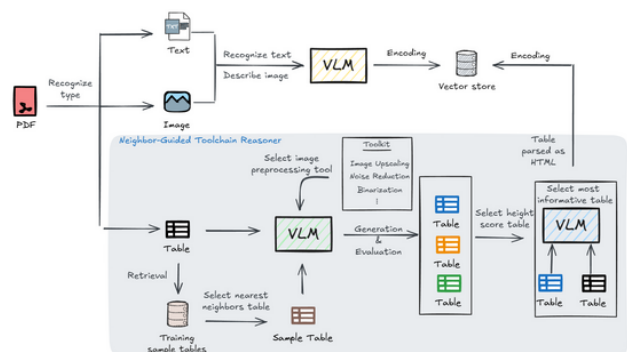 TXT
Text
Recognize text
Describe image
VLM
Encoding
Vector store
Encoding
Recognize
type
PDF
Image
Neighbor-Guided Toolchain Reasoner
Select image
preprocessing tool
Toolkit
Image Upscaling
Noise Reduction
Binarization
⋮
Table
parsed as
HTML
Table
VLM
Generation
&
Evaluation
Table
Table
Table
Select height
score table
Select most
informative table
VLM
Table
Table
Retrieval
Training
sample tables
Select nearest
neighbors table
Sample Table